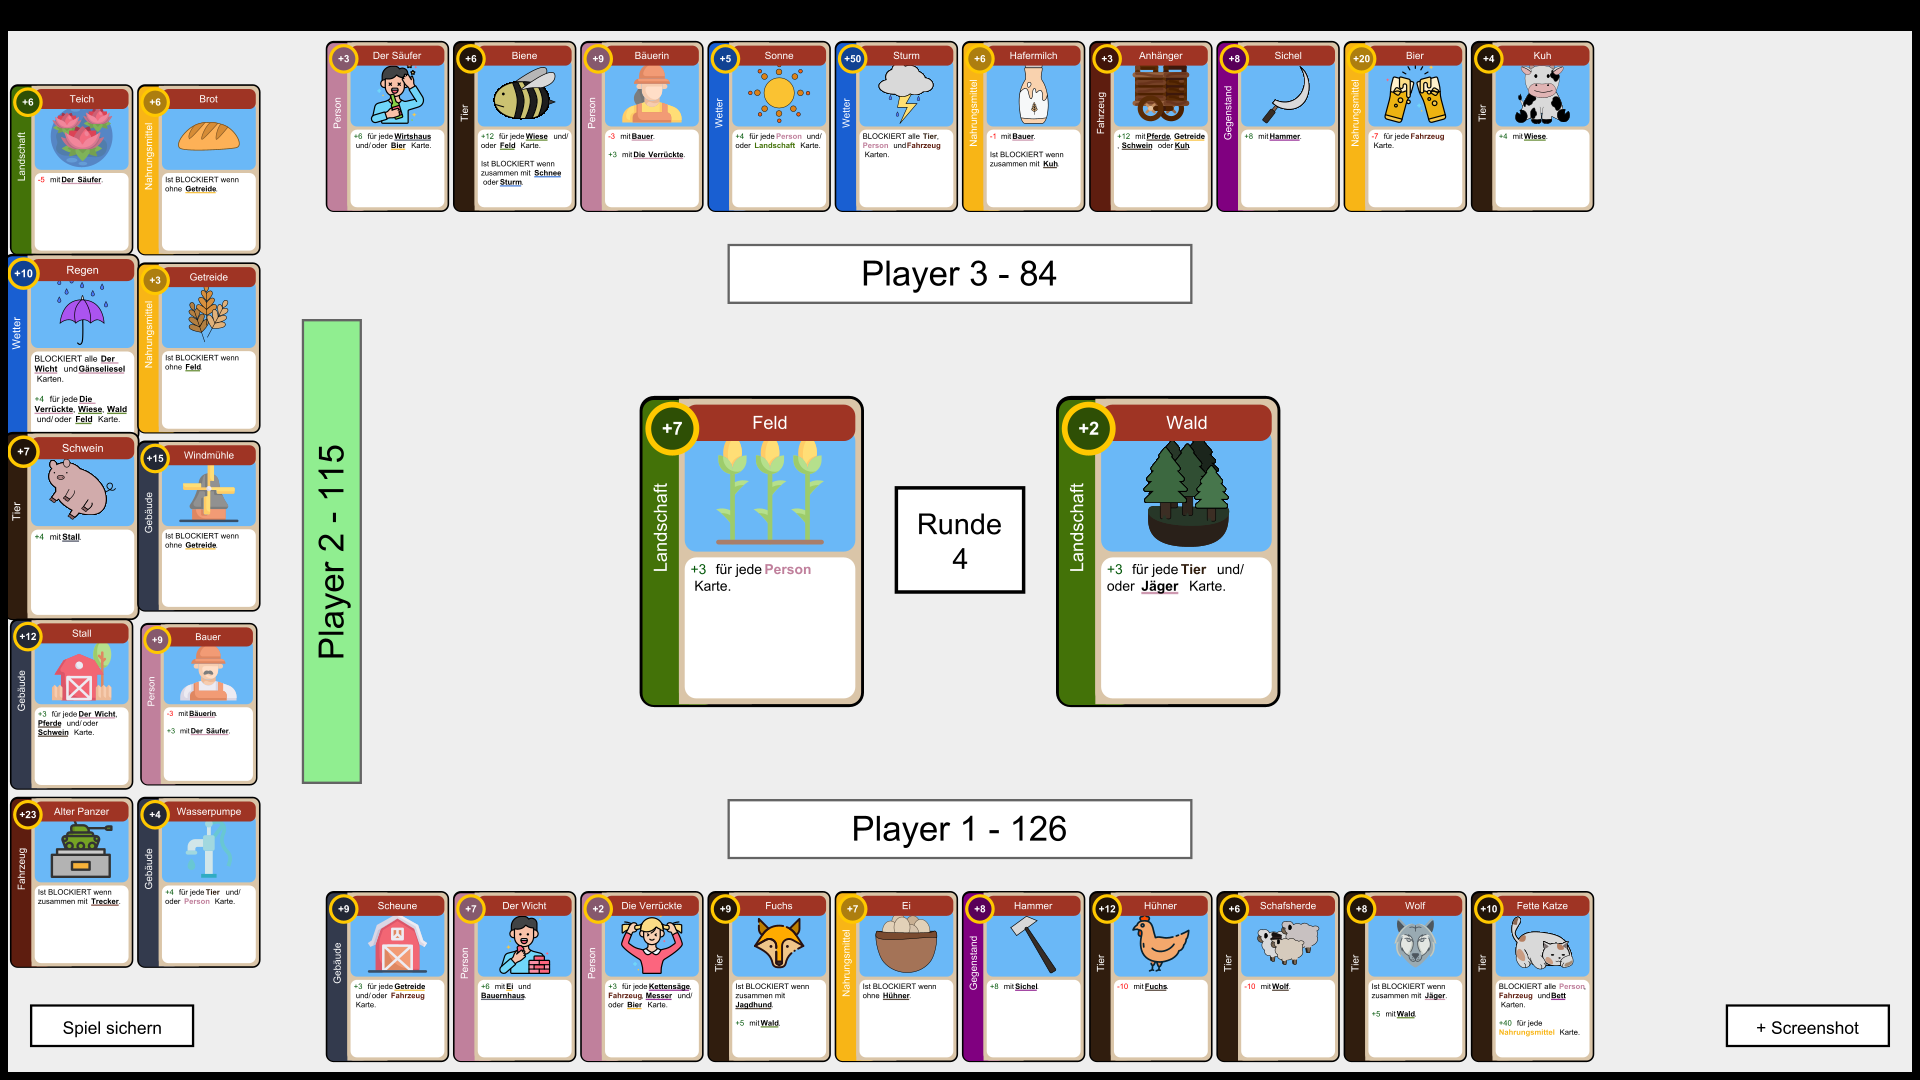 +3
Der Säufer
Person
+6 für jede Wirtshaus
und/oder Bier Karte.
+6
Biene
Tier
+12 für jede Wiese und/
oder Feld Karte.
Ist BLOCKIERT wenn
zusammen mit Schnee
oder Sturm.
+9
Bäuerin
Person
-3 mit Bauer.
+3 mit Die Verrückte.
+5
Sonne
Wetter
+4 für jede Person und/
oder Landschaft Karte.
+50
Sturm
Wetter
BLOCKIERT alle Tier,
Person und Fahrzeug
Karten.
+6
Hafermilch
Nahrungsmittel
-1 mit Bauer.
Ist BLOCKIERT wenn
zusammen mit Kuh.
+3
Anhänger
Fahrzeug
+12 mit Pferde, Getreide
, Schwein oder Kuh.
+8
Sichel
Gegenstand
+8 mit Hammer.
+20
Bier
Nahrungsmittel
-7 für jede Fahrzeug
Karte.
+4
Kuh
Tier
+4 mit Wiese.
+6
Teich
Landschaft
-5 mit Der Säufer.
+6
Brot
Nahrungsmittel
Ist BLOCKIERT wenn
ohne Getreide.
+10
Regen
Wetter
BLOCKIERT alle Der
Wicht und Gänseliesel
Karten.
+4 für jede Die
Verrückte, Wiese, Wald
und/oder Feld Karte.
+3
Getreide
Nahrungsmittel
Ist BLOCKIERT wenn
ohne Feld.
+7
Schwein
Tier
+4 mit Stall.
+15
Windmühle
Gebäude
Ist BLOCKIERT wenn
ohne Getreide.
+12
Stall
Gebäude
+3 für jede Der Wicht,
Pferde und/oder
Schwein Karte.
+9
Bauer
Person
-3 mit Bäuerin.
+3 mit Der Säufer.
+23
Alter Panzer
Fahrzeug
Ist BLOCKIERT wenn
zusammen mit Trecker.
+4
Wasserpumpe
Gebäude
+4 für jede Tier und/
oder Person Karte.
Player 3 - 84
Player 2 - 115
+7
Feld
Landschaft
+3 für jede Person
Karte.
Runde
4
+2
Wald
Landschaft
+3 für jede Tier und/
oder Jäger Karte.
Player 1 - 126
+9
Scheune
Gebäude
+3 für jede Getreide
und/oder Fahrzeug
Karte.
+7
Der Wicht
Person
+6 mit Ei und
Bauernhaus.
+2
Die Verrückte
Person
+3 für jede Kettensäge,
Fahrzeug, Messer und/
oder Bier Karte.
+9
Fuchs
Tier
Ist BLOCKIERT wenn
zusammen mit
Jagdhund.
+5 mit Wald.
+7
Ei
Nahrungsmittel
Ist BLOCKIERT wenn
ohne Hühner.
+8
Hammer
Gegenstand
+8 mit Sichel.
+12
Hühner
Tier
-10 mit Fuchs.
+6
Schafsherde
Tier
-10 mit Wolf.
+8
Wolf
Tier
Ist BLOCKIERT wenn
zusammen mit Jäger.
+5 mit Wald.
+10
Fette Katze
Tier
BLOCKIERT alle Person,
Fahrzeug und Bett
Karten.
+40 für jede
Nahrungsmittel Karte.
Spiel sichern
+ Screenshot